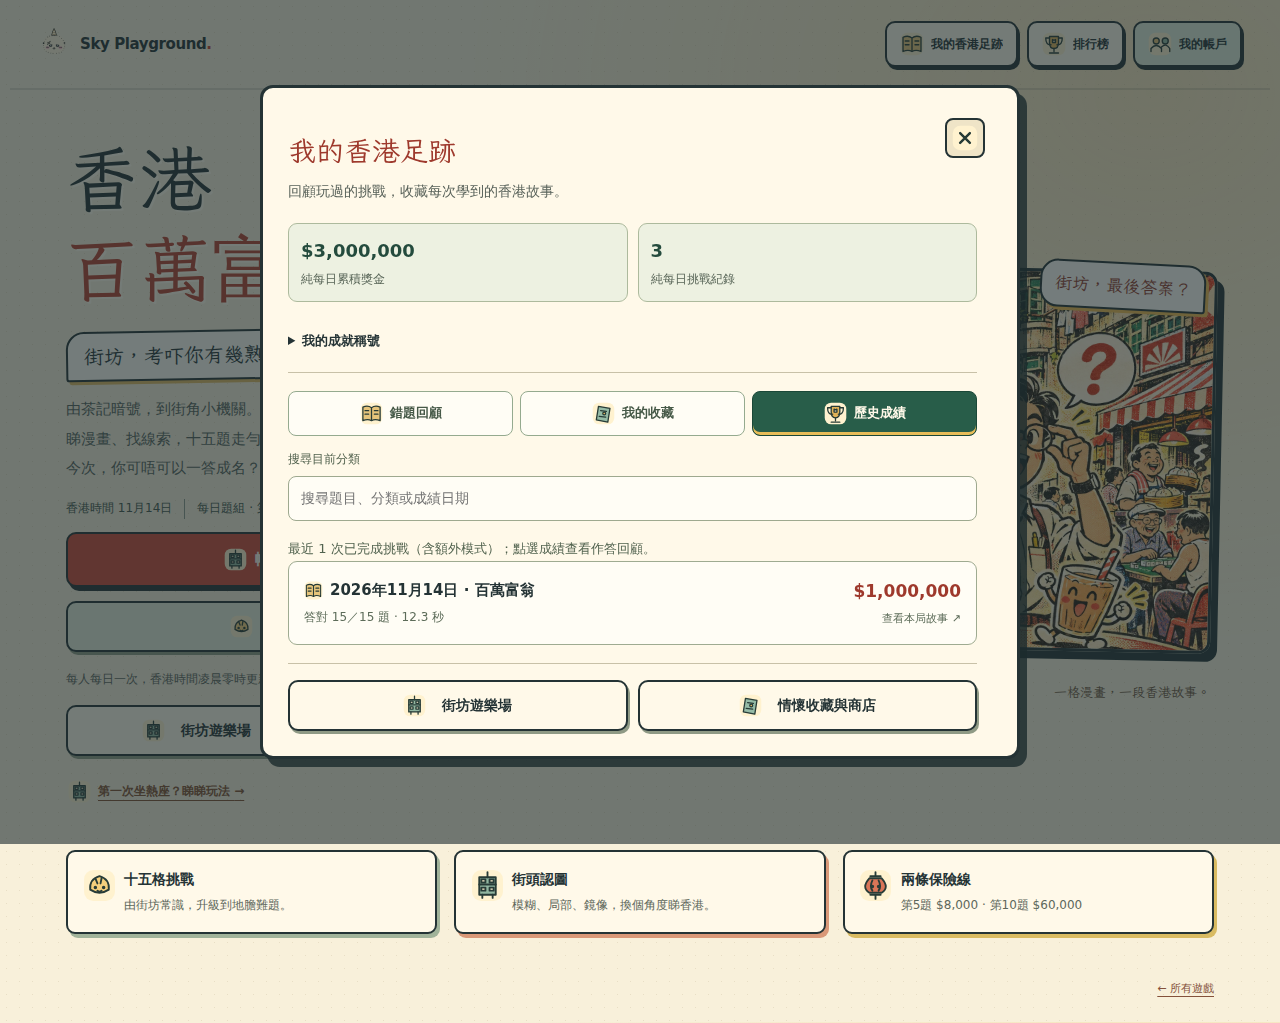 Sky Playground.
我的香港足跡
排行榜
我的帳戶
香港
百萬富
街坊，考吓你有幾熟
由茶記暗號，到街角小機關。
睇漫畫、找線索，十五題走勻
今次，你可唔可以一答成名？
香港時間 11月14日
每日題組 ·
每人每日一次，香港時間凌晨零時更
街坊遊樂場
第一次坐熱座？睇睇玩法 →
我的香港足跡
回顧玩過的挑戰，收藏每次學到的香港故事。
$3,000,000
純每日累積獎金
3
純每日挑戰紀錄
▶ 我的成就稱號
錯題回顧
我的收藏
歷史成績
搜尋目前分類
搜尋題目、分類或成績日期
最近 1 次已完成挑戰（含額外模式）；點選成績查看作答回顧。
2026年11月14日 · 百萬富翁
$1,000,000
答對 15／15 題 · 12.3 秒
查看本局故事 ↗
街坊遊樂場
情懷收藏與商店
街坊，最後答案？
?
一格漫畫，一段香港故事。
十五格挑戰
由街坊常識，升級到地膽難題。
街頭認圖
模糊、局部、鏡像，換個角度睇香港。
兩條保險線
第5題 $8,000 · 第10題 $60,000
← 所有遊戲